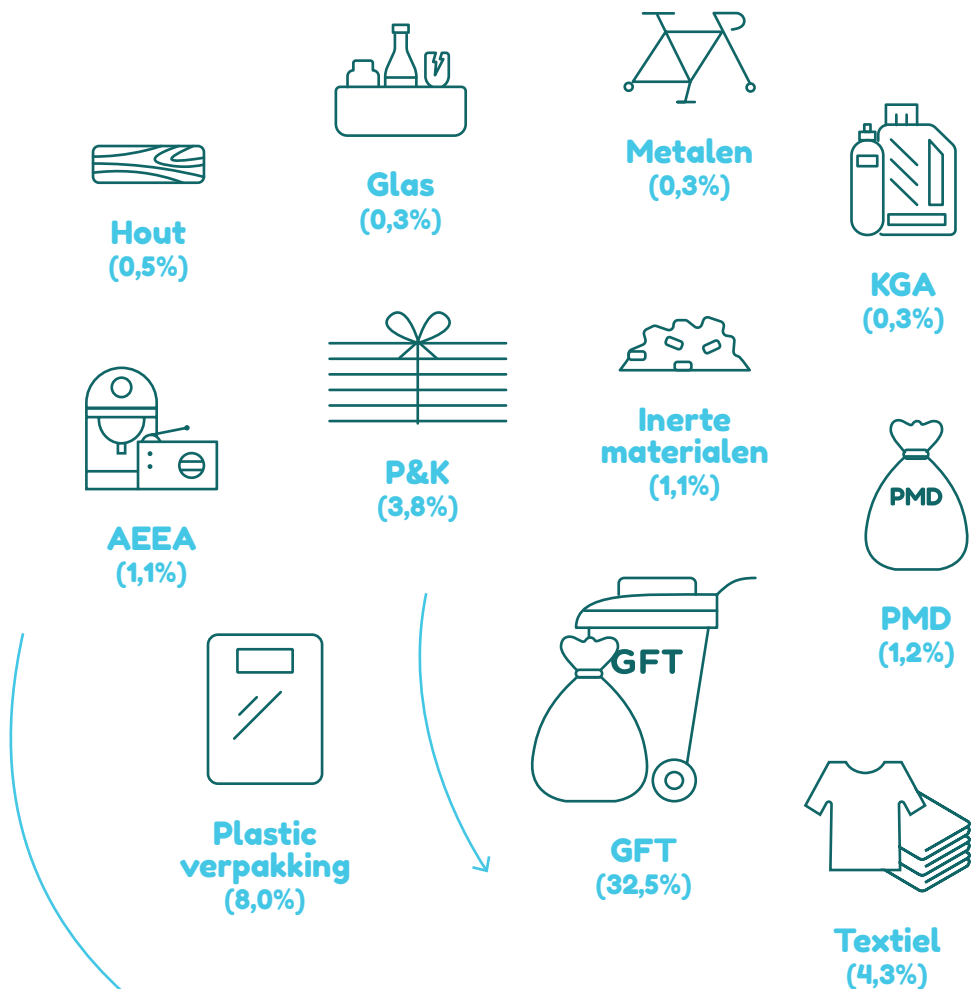 Metalen
(0,3%)
Glas
(0,3%)
Hout
(0,5%)
KGA
(0,3%)
Inerte
materialen
(1,1%)
P&K
(3,8%)
AEEA
(1,1%)
PMD
PMD
(1,2%)
GFT
GFT
(32,5%)
Plastic
verpakking
(8,0%)
Textiel
(4,3%)